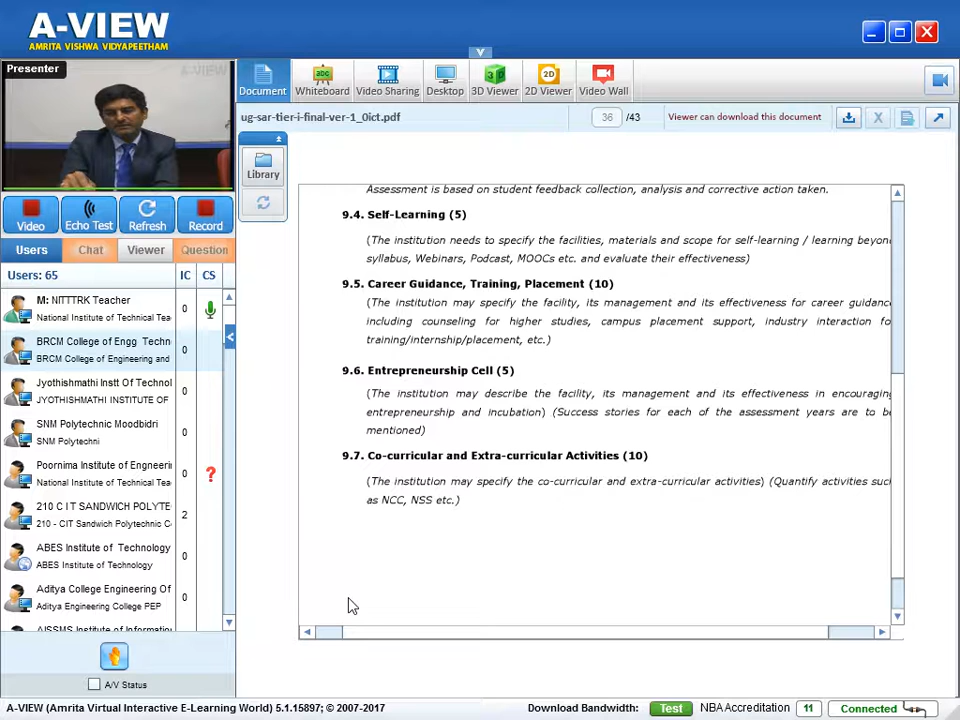 A-VIEW
AMRITA VISHWA VIDYAPEETHAM
Presenter
A-VIEW
Document
Whiteboard
Video Sharing
Desktop
3D Viewer
2D Viewer
Video Wall
ug-sar-tier-i-final-ver-1_0ict.pdf
36 /43
Viewer can download this document
Library
Video
Echo Test
Refresh
Record
Users
Chat
Viewer
Question
Users: 65
IC
CS
M: NITTTRK Teacher
National Institute of Technical Tea
0
BRCM College of Engg Techn
BRCM College of Engineering and
0
Jyothishmathi Instt Of Technol
JYOTHISHMATHI INSTITUTE OF
0
SNM Polytechnic Moodbidri
SNM Polytechni
0
Poornima Institute of Engneeri
National Institute of Technical Tea
0 ?
210 C I T SANDWICH POLYTE
210 - CIT Sandwich Polytechnic C
2
ABES Institute of Technology
ABES Institute of Technology
0
Aditya College Engineering Of
Aditya Engineering College PEP
0
AISSMS Institute of Informatio
A/V Status
Assessment is based on student feedback collection, analysis and corrective action taken.
9.4. Self-Learning (5)
(The institution needs to specify the facilities, materials and scope for self-learning / learning beyon
syllabus, Webinars, Podcast, MOOCs etc. and evaluate their effectiveness)
9.5. Career Guidance, Training, Placement (10)
(The institution may specify the facility, its management and its effectiveness for career guidanc
including counseling for higher studies, campus placement support, industry interaction fo
training/internship/placement, etc.)
9.6. Entrepreneurship Cell (5)
(The institution may describe the facility, its management and its effectiveness in encouraging
entrepreneurship and incubation) (Success stories for each of the assessment years are to be
mentioned)
9.7. Co-curricular and Extra-curricular Activities (10)
(The institution may specify the co-curricular and extra-curricular activities) (Quantify activities such
as NCC, NSS etc.)
A-VIEW (Amrita Virtual Interactive E-Learning World) 5.1.15897; © 2007-2017
Download Bandwidth:
Test
NBA Accreditation
11
Connected